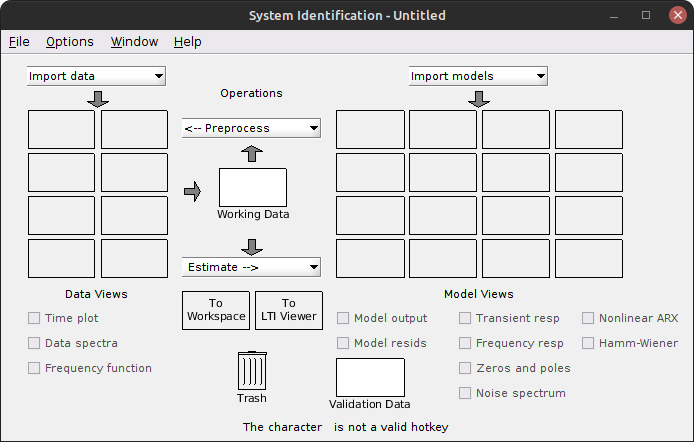 System Identification - Untitled
File Options Window Help
Import data
Import models
Operations
<-- Preprocess
Working Data
Estimate -->
Data Views
Model Views
To
Workspace
To
LTI Viewer
Time plot
Data spectra
Frequency function
Model output
Model resids
Transient resp
Frequency resp
Zeros and poles
Noise spectrum
Nonlinear ARX
Hamm-Wiener
Trash
Validation Data
The character   is not a valid hotkey